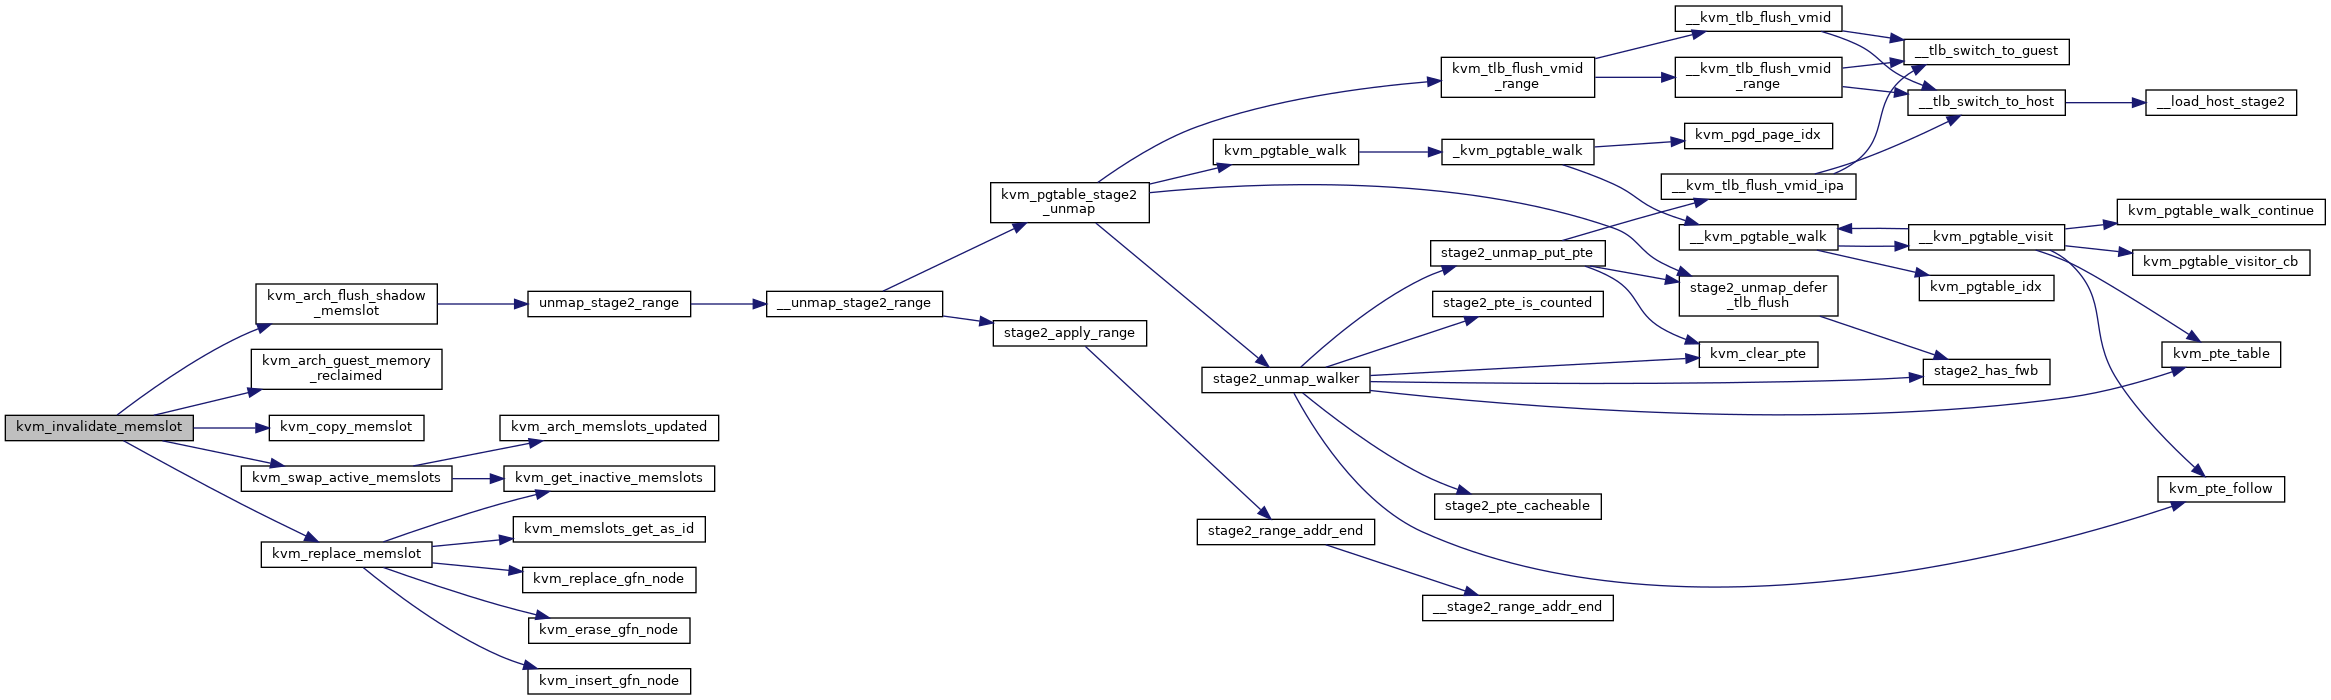 kvm_invalidate_memslot
kvm_arch_flush_shadow
_memslot
kvm_arch_guest_memory
_reclaimed
kvm_copy_memslot
kvm_swap_active_memslots
kvm_replace_memslot
unmap_stage2_range
kvm_arch_memslots_updated
kvm_get_inactive_memslots
kvm_memslots_get_as_id
kvm_replace_gfn_node
kvm_erase_gfn_node
kvm_insert_gfn_node
__unmap_stage2_range
kvm_pgtable_stage2
_unmap
stage2_apply_range
kvm_pgtable_walk
stage2_unmap_walker
stage2_range_addr_end
kvm_tlb_flush_vmid
_range
_kvm_pgtable_walk
stage2_unmap_put_pte
stage2_pte_is_counted
stage2_pte_cacheable
__stage2_range_addr_end
__kvm_tlb_flush_vmid
__kvm_tlb_flush_vmid
_range
kvm_pgd_page_idx
__kvm_tlb_flush_vmid_ipa
__kvm_pgtable_walk
stage2_unmap_defer
_tlb_flush
kvm_clear_pte
__tlb_switch_to_guest
__tlb_switch_to_host
__kvm_pgtable_visit
kvm_pgtable_idx
stage2_has_fwb
__load_host_stage2
kvm_pgtable_walk_continue
kvm_pgtable_visitor_cb
kvm_pte_table
kvm_pte_follow